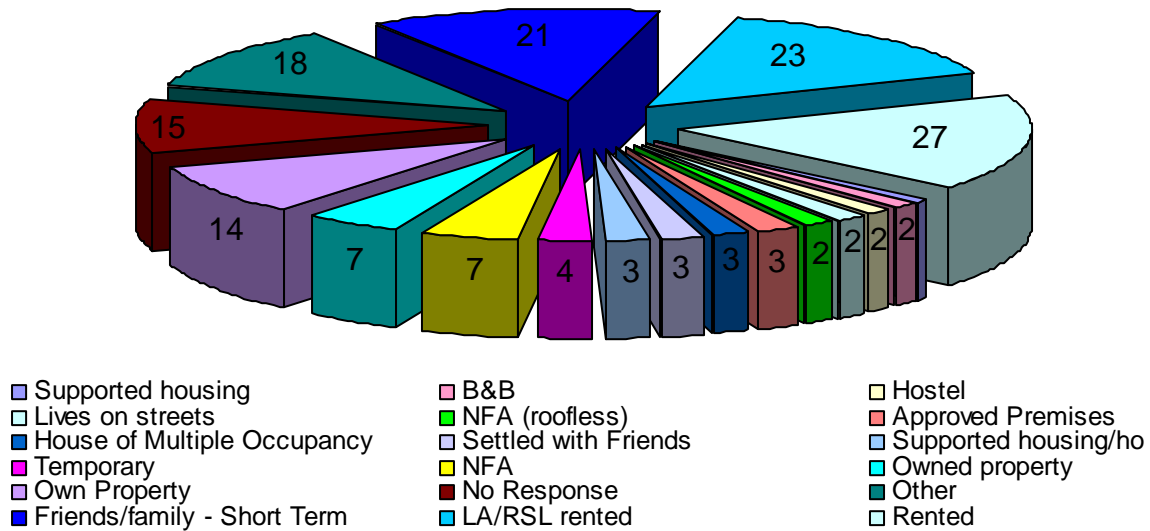 21
23
18
27
15
14
7
7
4
3
3
3
3
2
2
2
2
Supported housing
B&B
Hostel
Lives on streets
NFA (roofless)
Approved Premises
House of Multiple Occupancy
Settled with Friends
Supported housing/ho
Temporary
NFA
Owned property
Own Property
No Response
Other
Friends/family - Short Term
LA/RSL rented
Rented